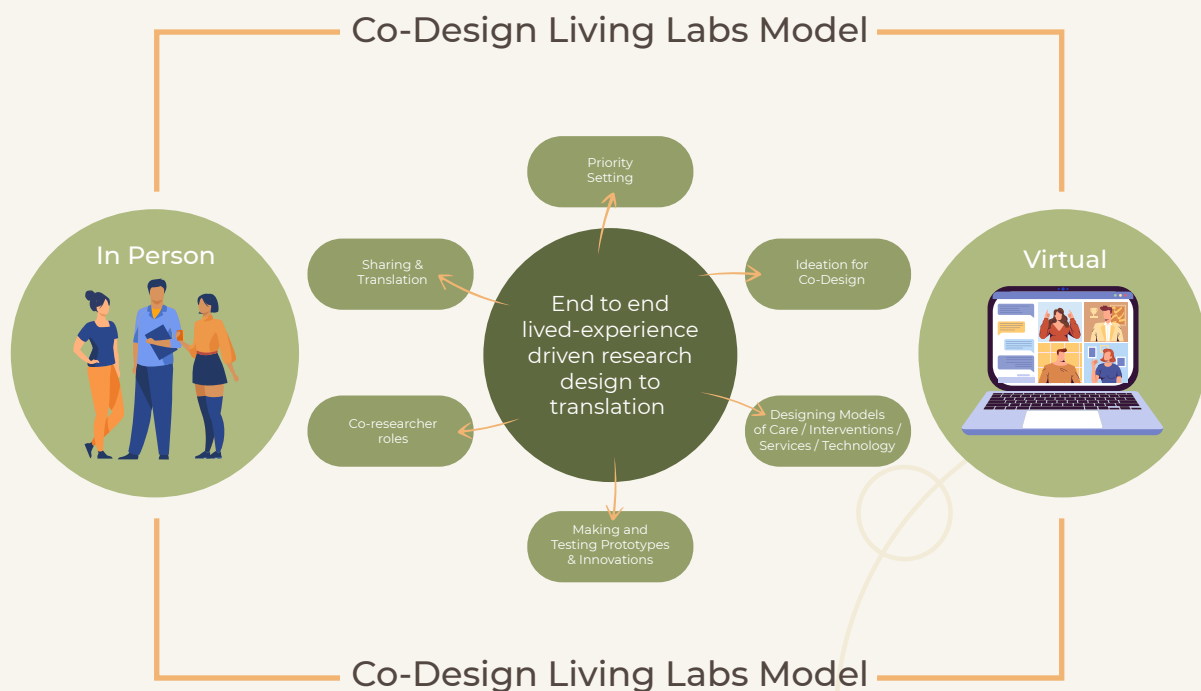 Co-Design Living Labs Model
Priority
Setting
In Person
Sharing &
Translation
Ideation for
Co-Design
Virtual
End to end
lived-experience
driven research
design to
translation
Co-researcher
roles
Designing Models
of Care / Interventions /
Services / Technology
Making and
Testing Prototypes
& Innovations
Co-Design Living Labs Model